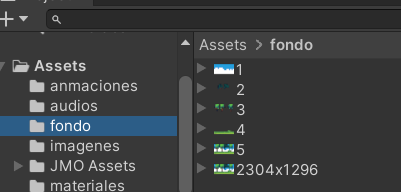 Assets
anmaciones
audios
fondo
imagenes
JMO Assets
materiales
Assets > fondo
1
2
3
4
5
2304x1296